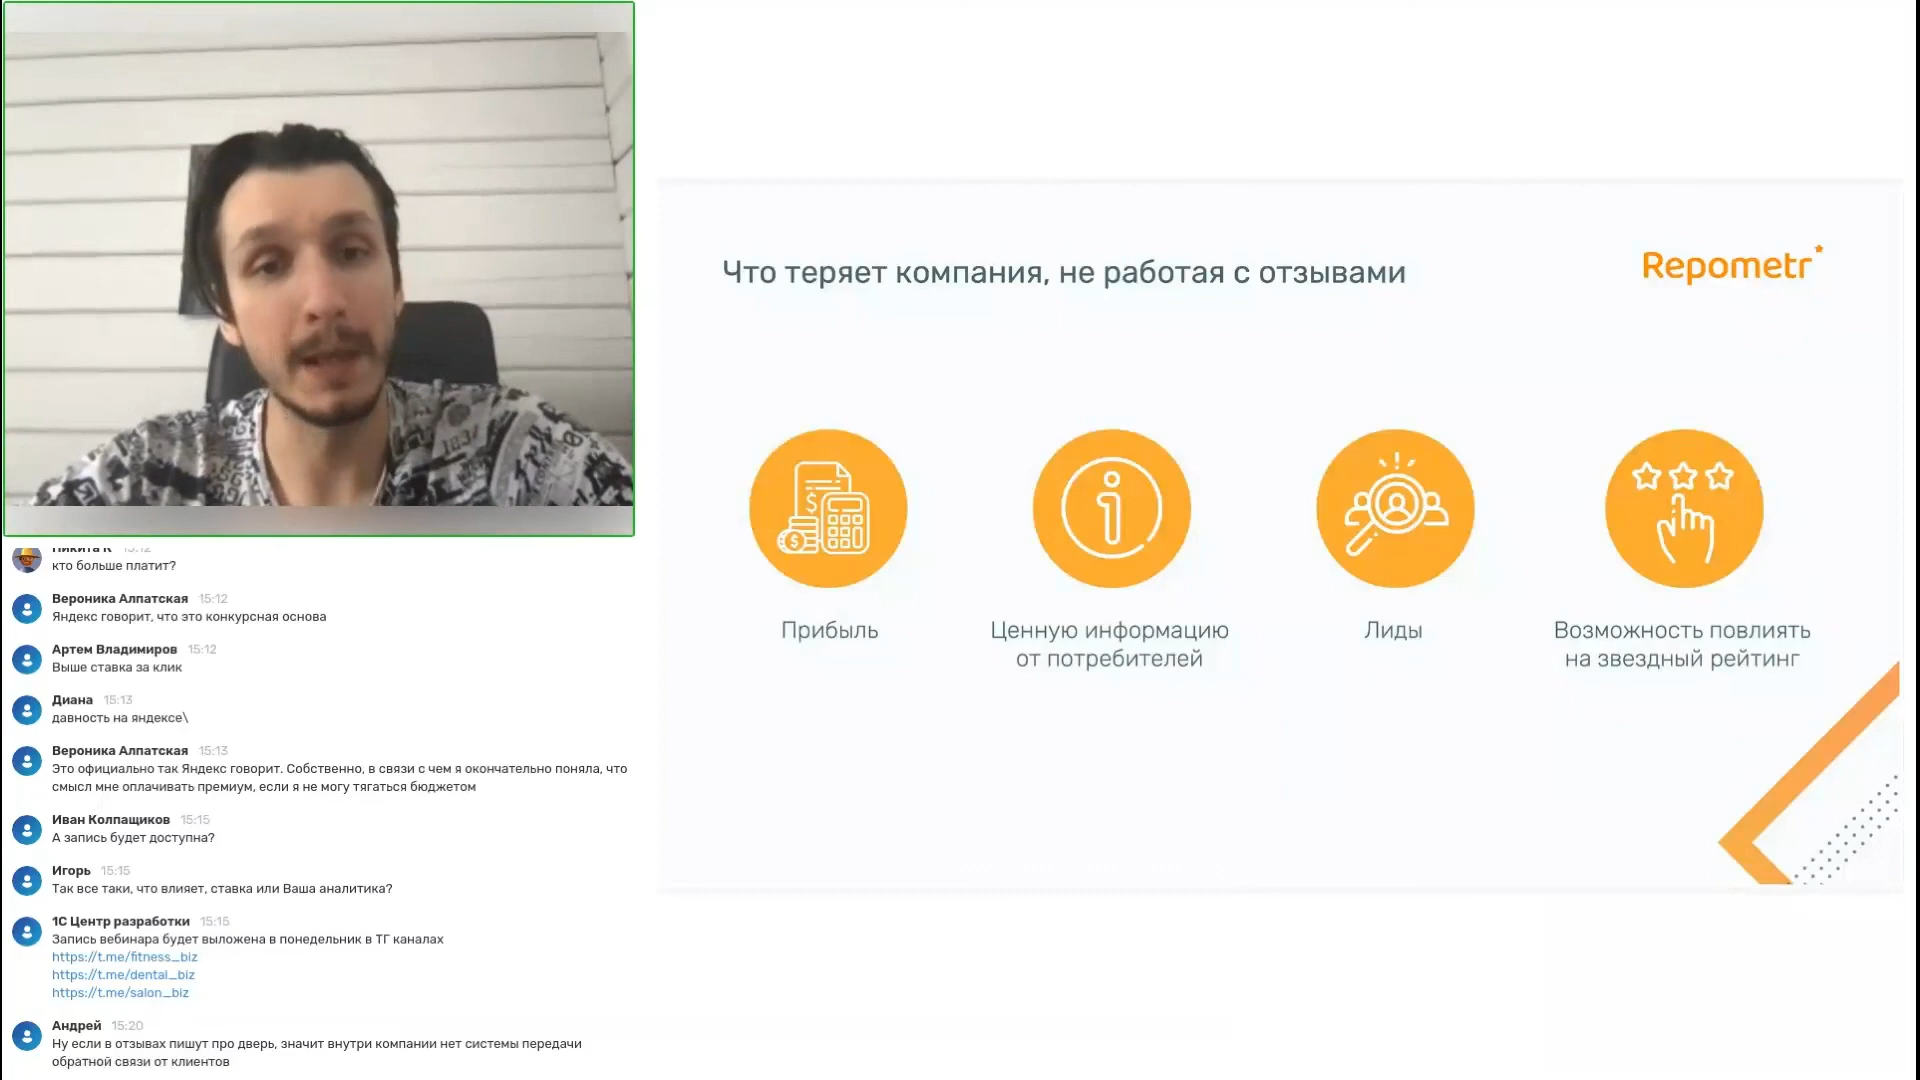 Что теряет компания, не работая с отзывами
Repometr
Прибыль
Ценную информацию
от потребителей
Лиды
Возможность повлиять
на звездный рейтинг
Никита К 15:12
кто больше платит?
Вероника Алпатская 15:12
Яндекс говорит, что это конкурсная основа
Артем Владимиров 15:12
Выше ставка за клик
Диана 15:13
давность на яндексе\
Вероника Алпатская 15:13
Это официально так Яндекс говорит. Собственно, в связи с чем я окончательно поняла, что
смысл мне оплачивать премиум, если я не могу тягаться бюджетом
Иван Колпащиков 15:15
А запись будет доступна?
Игорь 15:15
Так все таки, что влияет, ставка или Ваша аналитика?
1С Центр разработки 15:15
Запись вебинара будет выложена в понедельник в ТГ каналах
https://t.me/fitness_biz
https://t.me/dental_biz
https://t.me/salon_biz
Андрей 15:20
Ну если в отзывах пишут про дверь, значит внутри компании нет системы передачи
обратной связи от клиентов